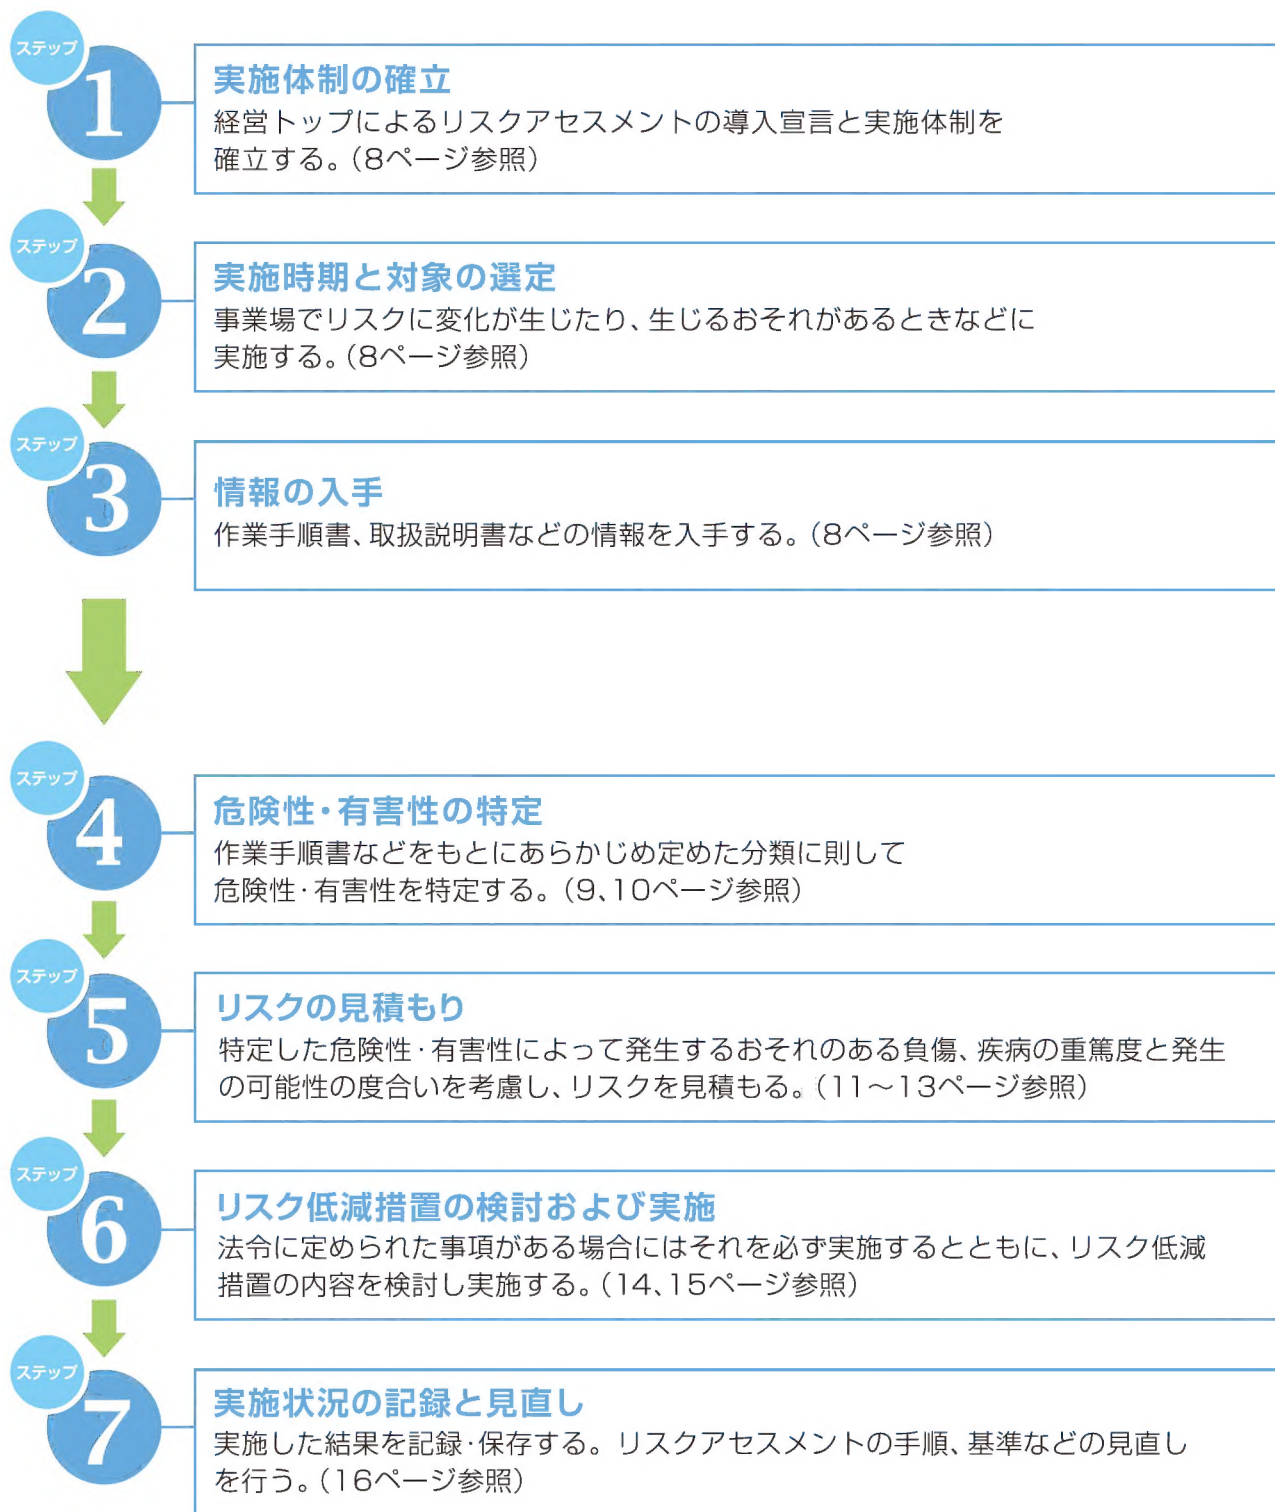 ステップ
1
実施体制の確立
経営トップによるリスクアセスメントの導入宣言と実施体制を
確立する。（8ページ参照）
ステップ
2
実施時期と対象の選定
事業場でリスクに変化が生じたり、生じるおそれがあるときなどに
実施する。（8ページ参照）
ステップ
3
情報の入手
作業手順書、取扱説明書などの情報を入手する。（8ページ参照）
ステップ
4
危険性・有害性の特定
作業手順書などをもとにあらかじめ定めた分類に則して
危険性・有害性を特定する。（9、10ページ参照）
ステップ
5
リスクの見積もり
特定した危険性・有害性によって発生するおそれのある負傷、疾病の重篤度と発生
の可能性の度合いを考慮し、リスクを見積もる。（11〜13ページ参照）
ステップ
6
リスク低減措置の検討および実施
法令に定められた事項がある場合にはそれを必ず実施するとともに、リスク低減
措置の内容を検討し実施する。（14、15ページ参照）
ステップ
7
実施状況の記録と見直し
実施した結果を記録・保存する。リスクアセスメントの手順、基準などの見直し
を行う。（16ページ参照）